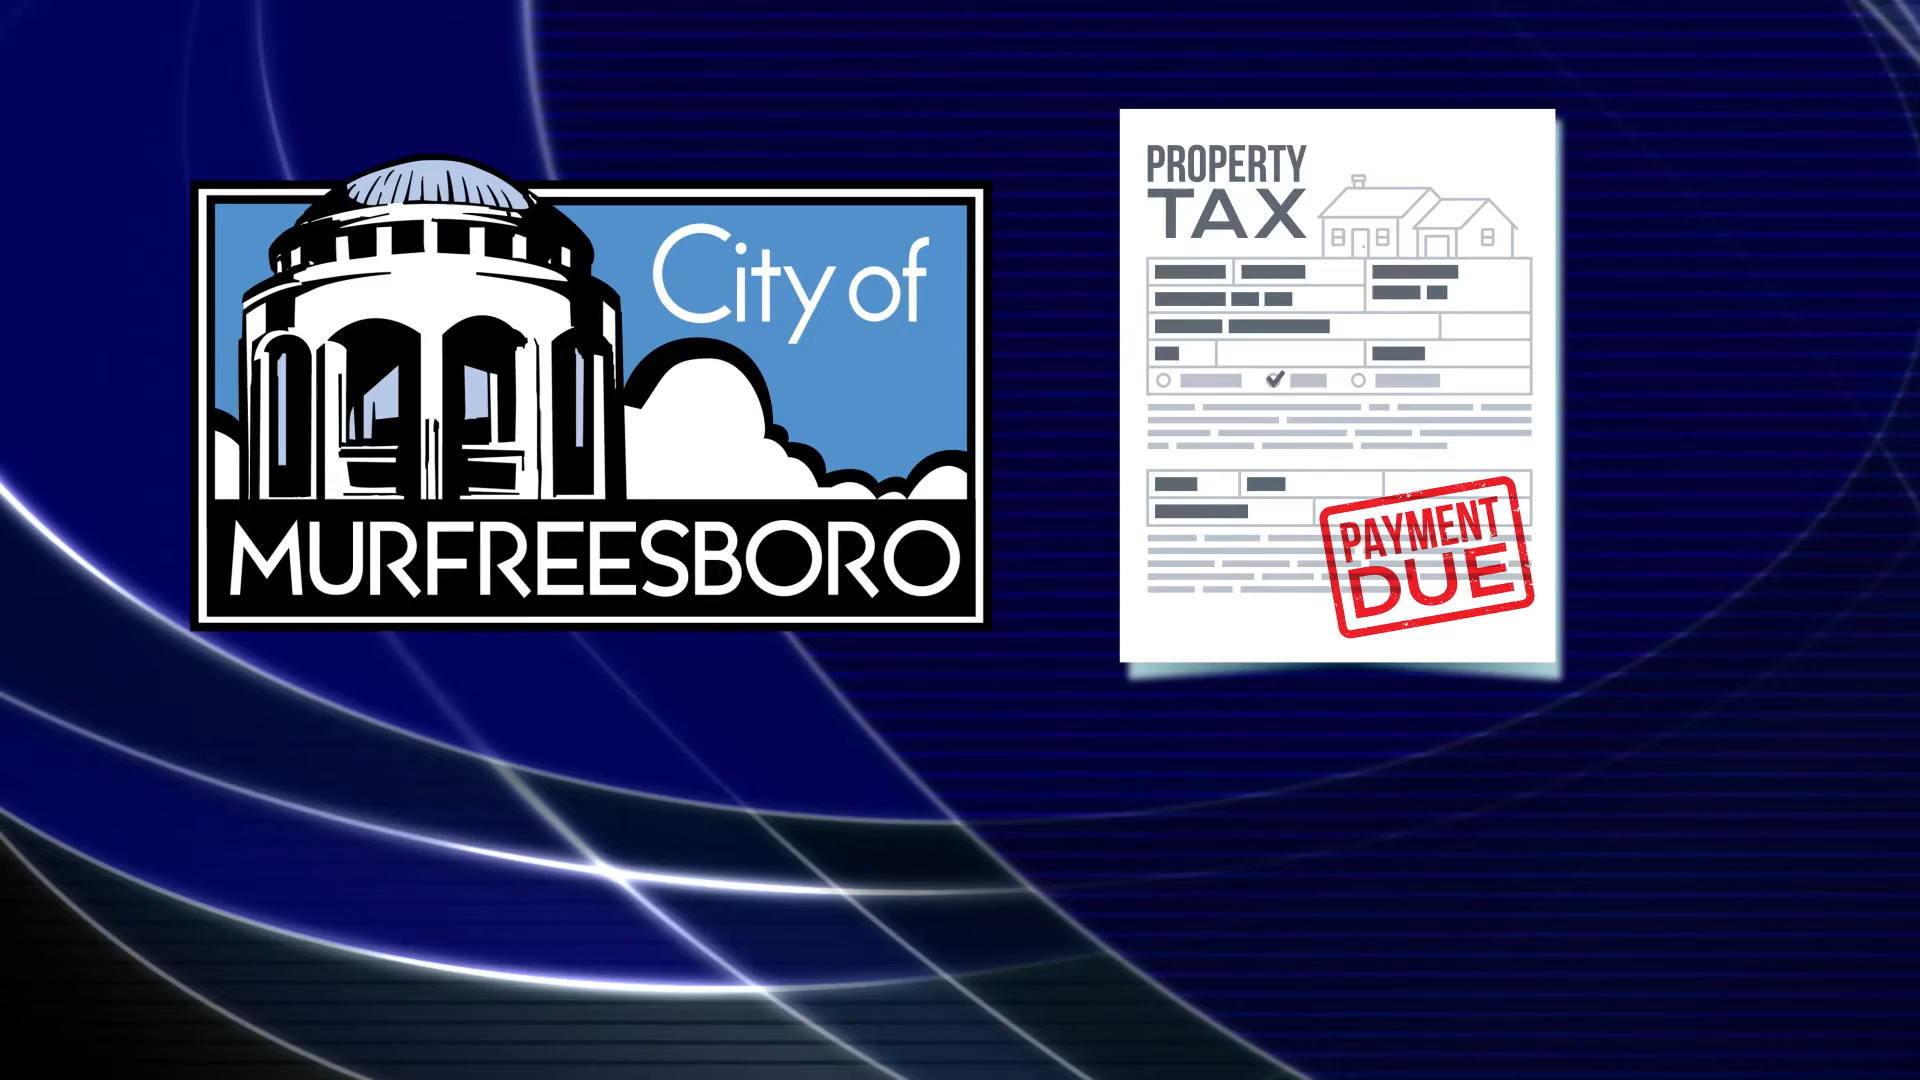 City of
MURFREESBORO
PROPERTY
TAX
PAYMENT
DUE